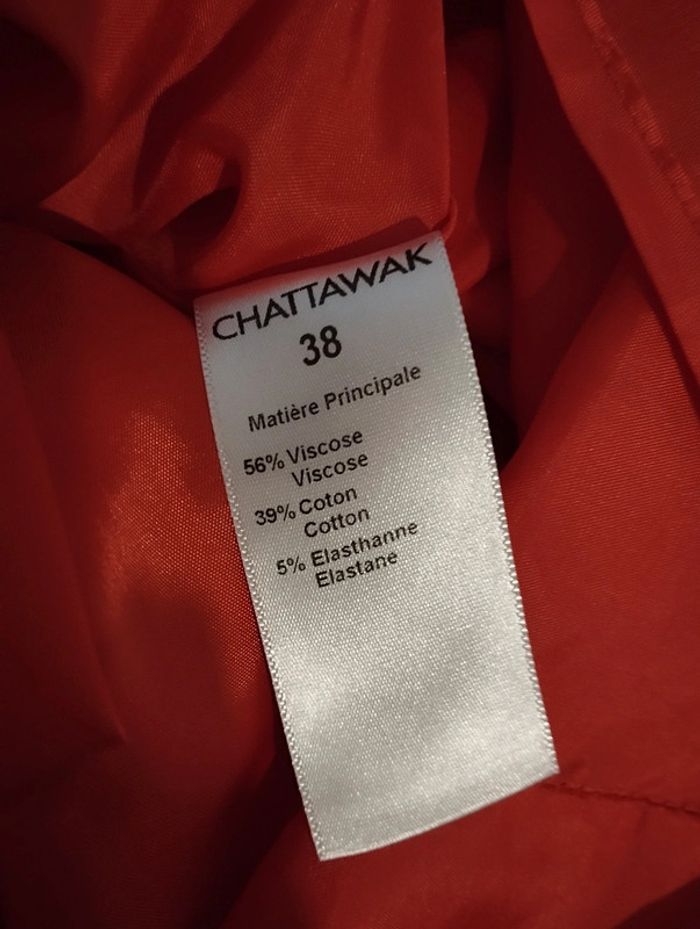 CHATTAWAK
38
Matière Principale
56% Viscose
Viscose
39% Coton
Cotton
5% Elasthanne
Elastane